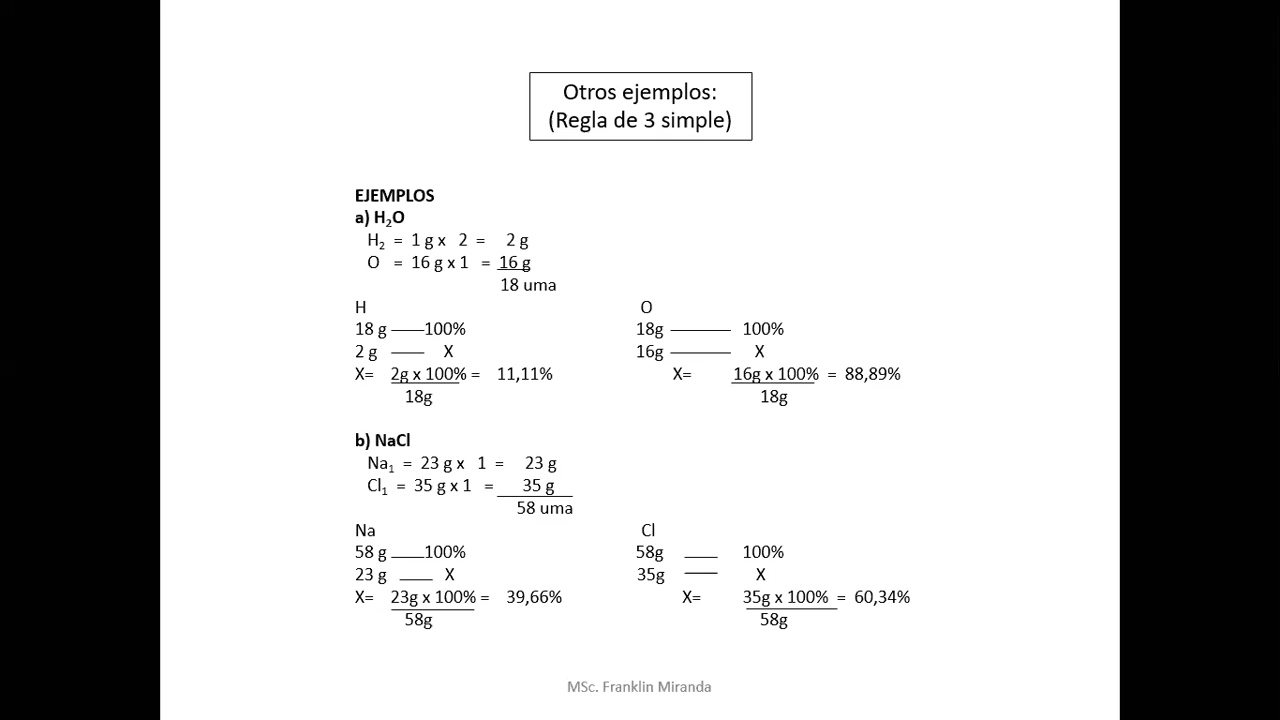 Otros ejemplos:
(Regla de 3 simple)
EJEMPLOS
a) H₂O
H₂ = 1 g x 2 = 2 g
O = 16 g x 1 = 16 g
18 uma
H
18 g ——100%
2 g —— X
X= 2g x 100% = 11,11%
18g
O
18g ——— 100%
16g ——— X
X= 16g x 100% = 88,89%
18g
b) NaCl
Na₁ = 23 g x 1 = 23 g
Cl₁ = 35 g x 1 = 35 g
58 uma
Na
58 g ——100%
23 g —— X
X= 23g x 100% = 39,66%
58g
Cl
58g —— 100%
35g —— X
X= 35g x 100% = 60,34%
58g
MSc. Franklin Miranda